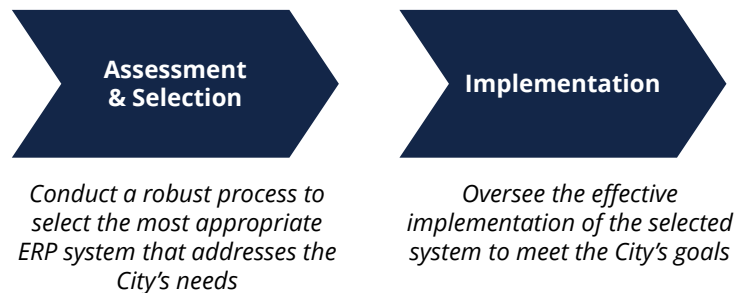 Assessment
& Selection
Conduct a robust process to
select the most appropriate
ERP system that addresses the
City's needs
Implementation
Oversee the effective
implementation of the selected
system to meet the City's goals